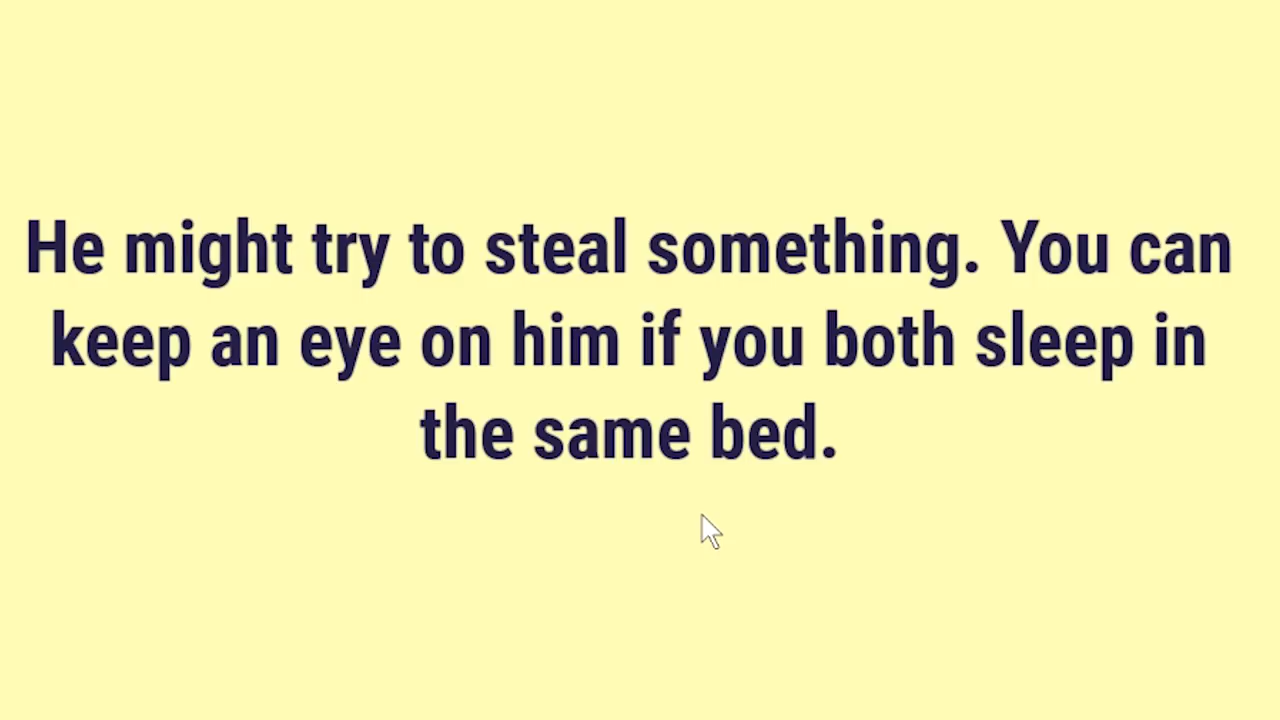 He might try to steal something. You can
keep an eye on him if you both sleep in
the same bed.